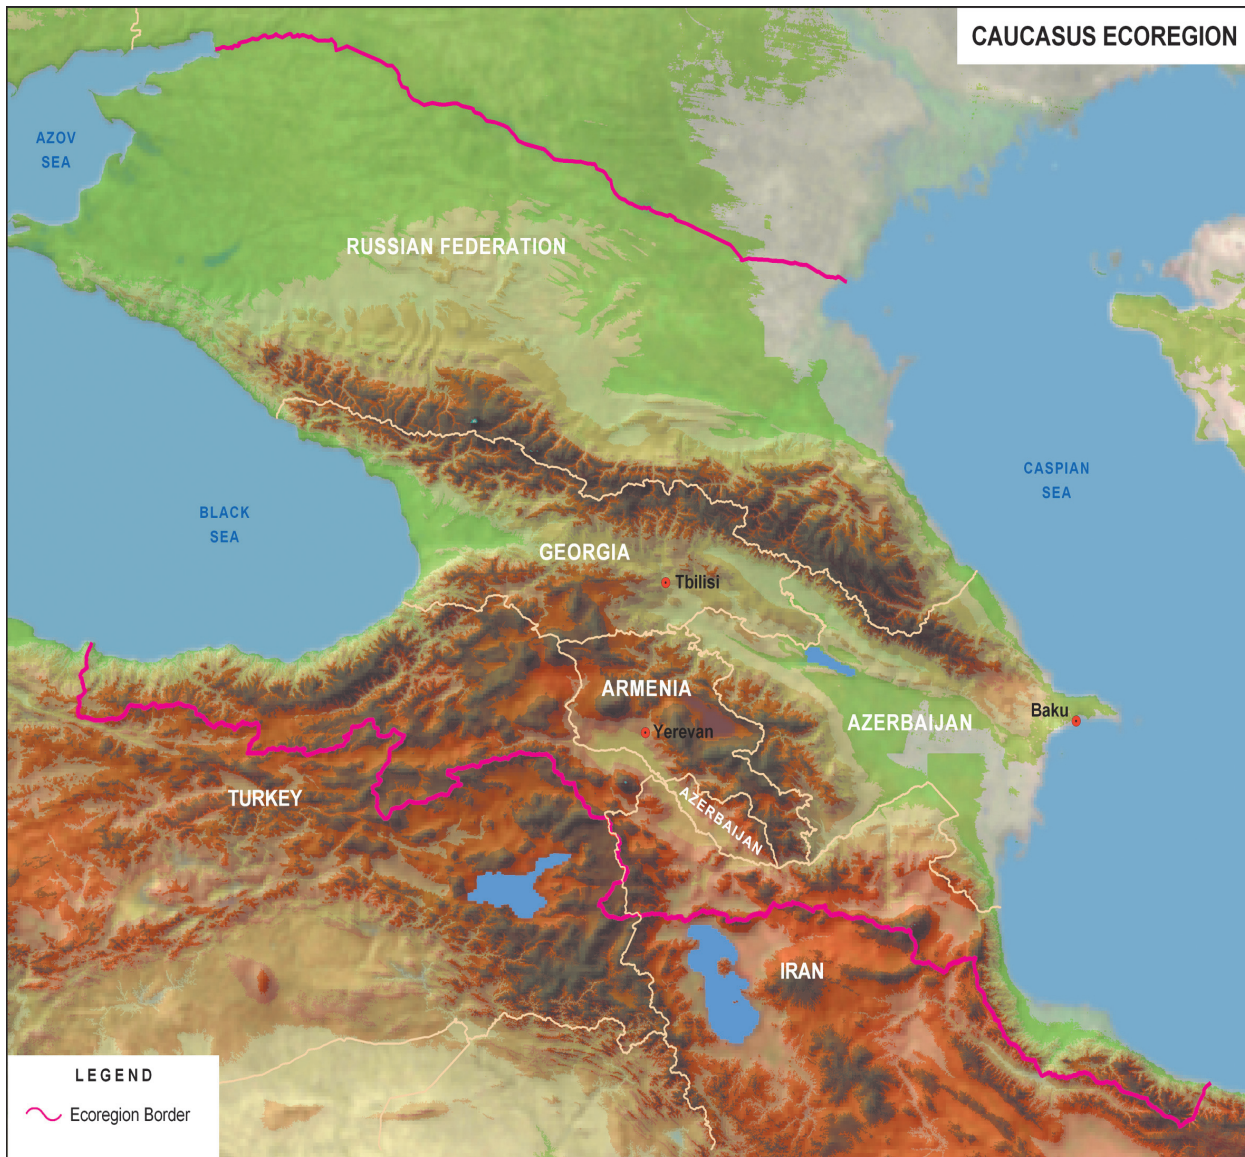 CAUCASUS ECOREGION
AZOV
SEA
RUSSIAN FEDERATION
CASPIAN
SEA
BLACK
SEA
GEORGIA
Tbilisi
ARMENIA
AZERBAIJAN
Baku
Yerevan
TURKEY
AZERBAIJAN
IRAN
LEGEND
Ecoregion Border